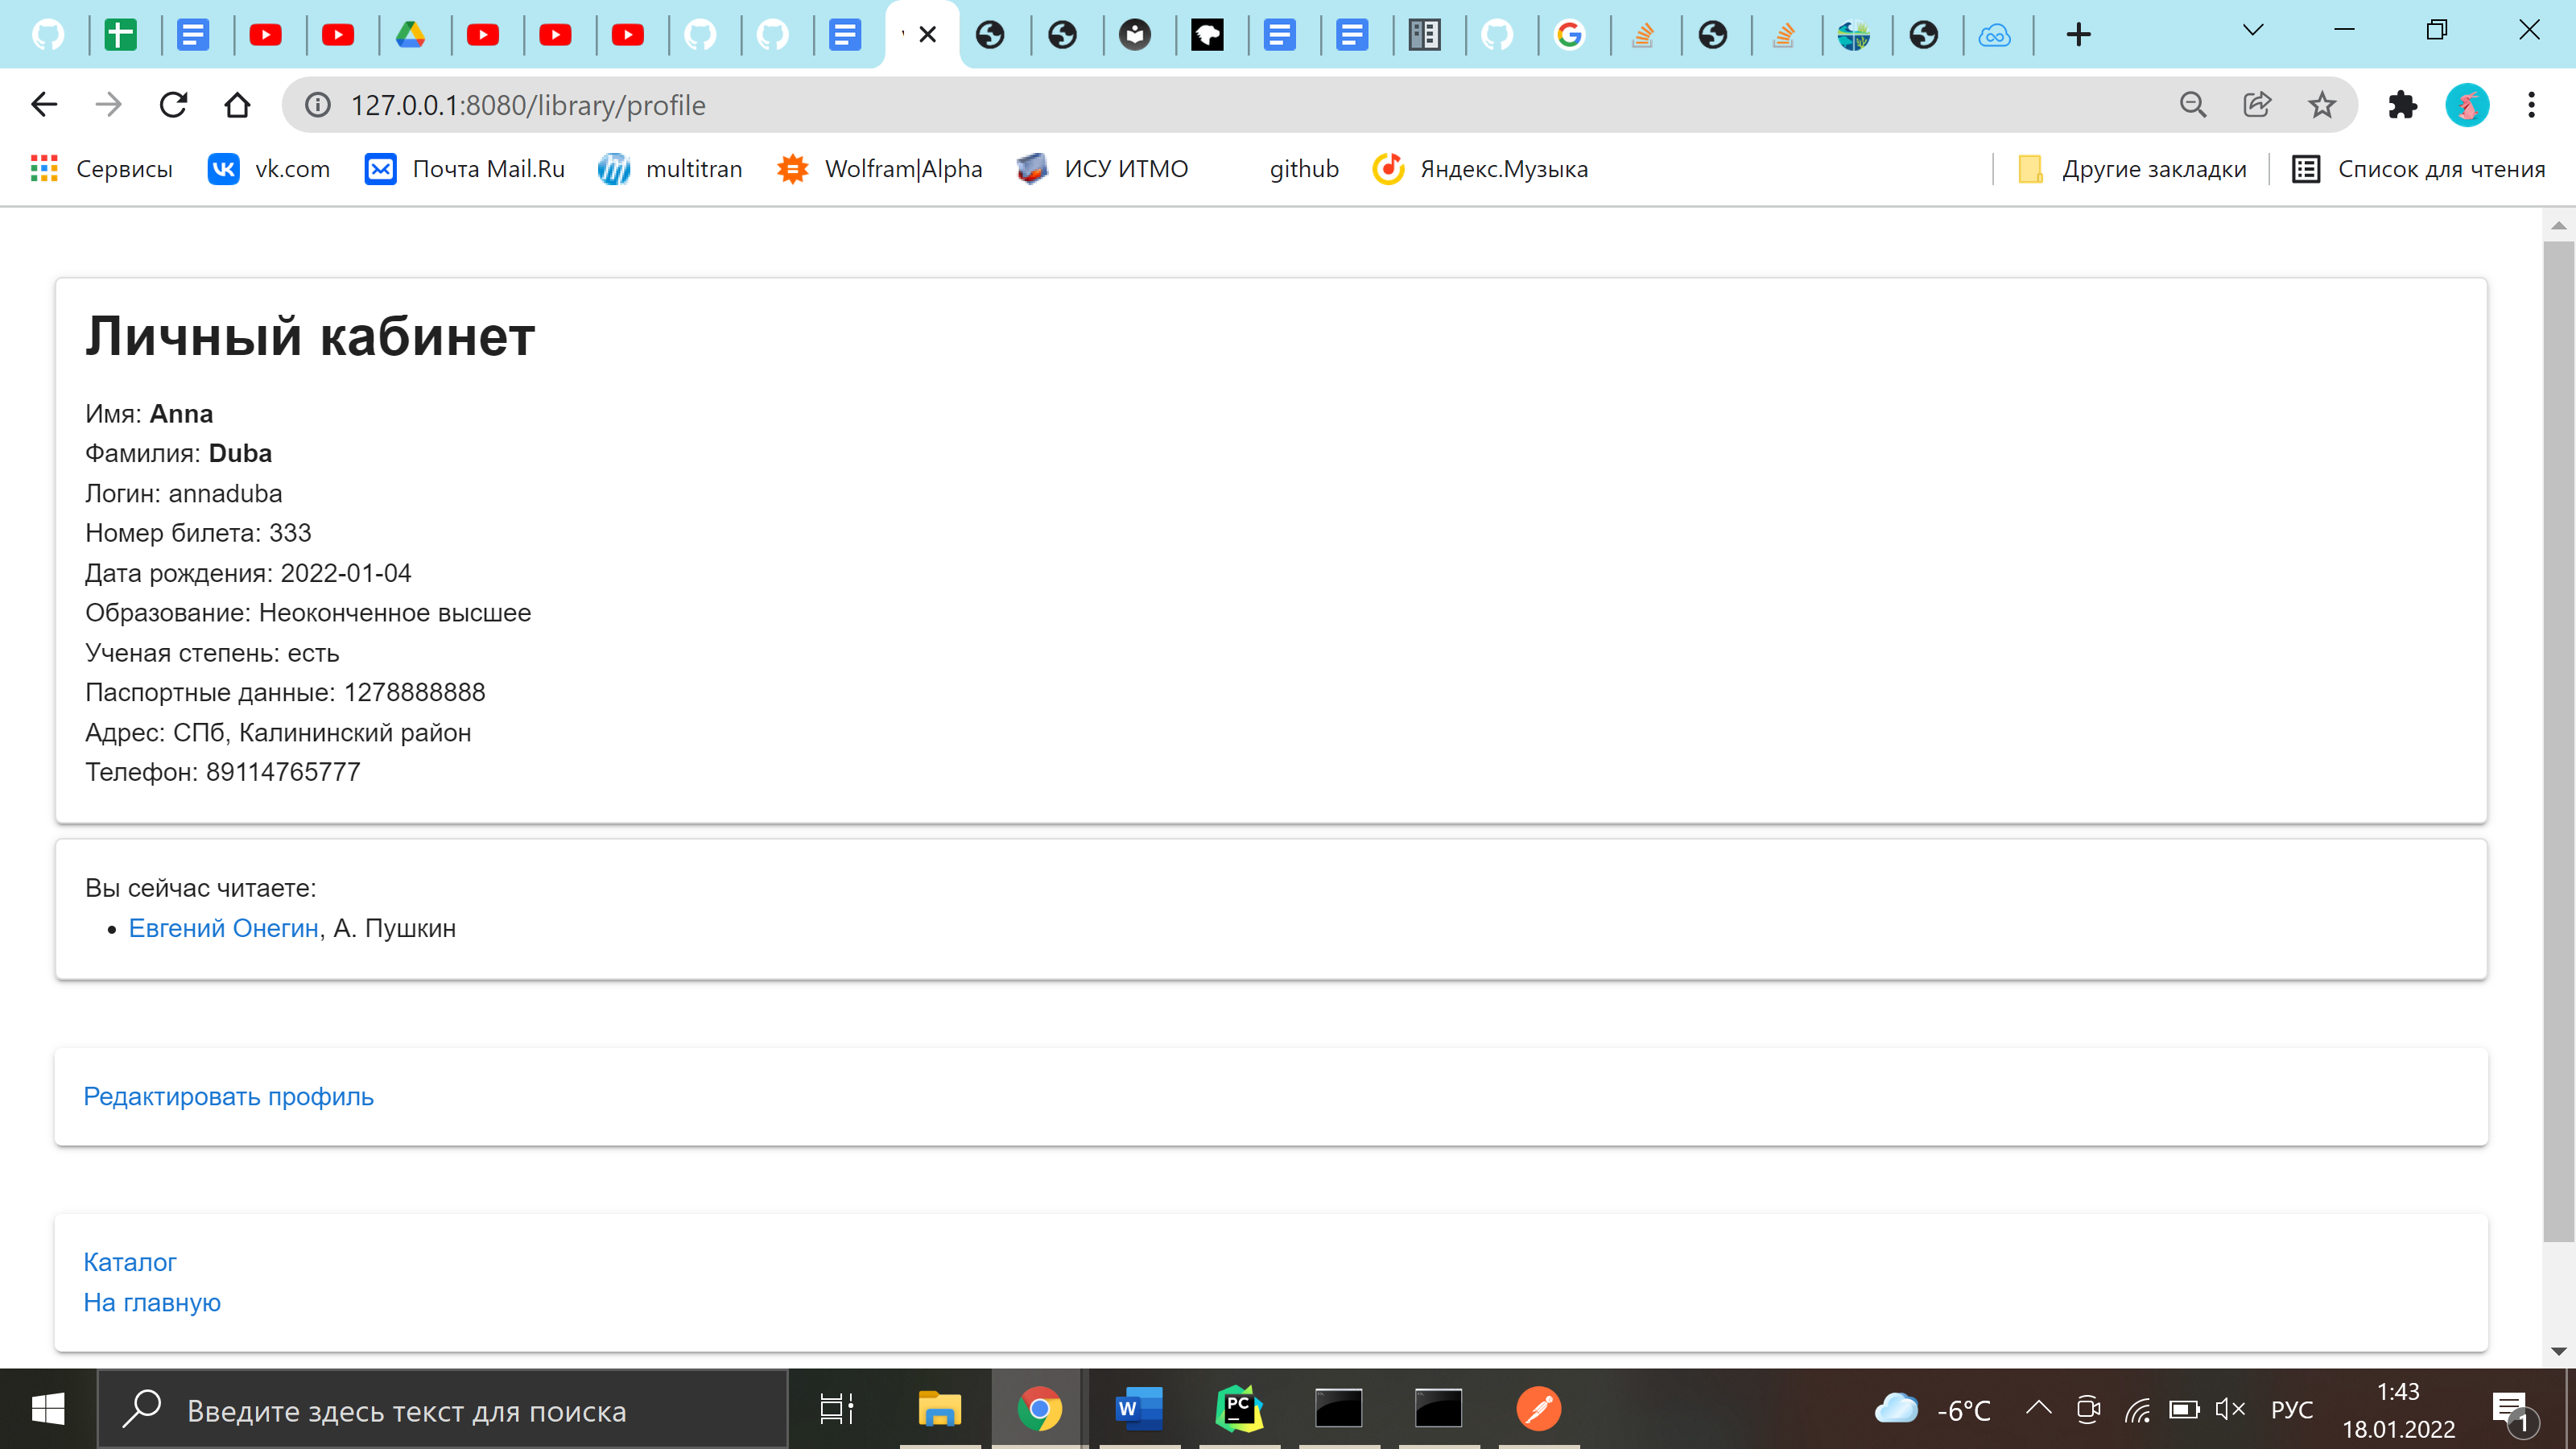 127.0.0.1:8080/library/profile
Сервисы vk.com Почта Mail.Ru multitran Wolfram|Alpha ИСУ ИТМО github Яндекс.Музыка Другие закладки Список для чтения
Личный кабинет
Имя: Anna
Фамилия: Duba
Логин: annaduba
Номер билета: 333
Дата рождения: 2022-01-04
Образование: Неоконченное высшее
Ученая степень: есть
Паспортные данные: 1278888888
Адрес: СПб, Калининский район
Телефон: 89114765777
Вы сейчас читаете:
Евгений Онегин, А. Пушкин
Редактировать профиль
Каталог
На главную
Введите здесь текст для поиска
-6°C
РУС
1:43
18.01.2022
1